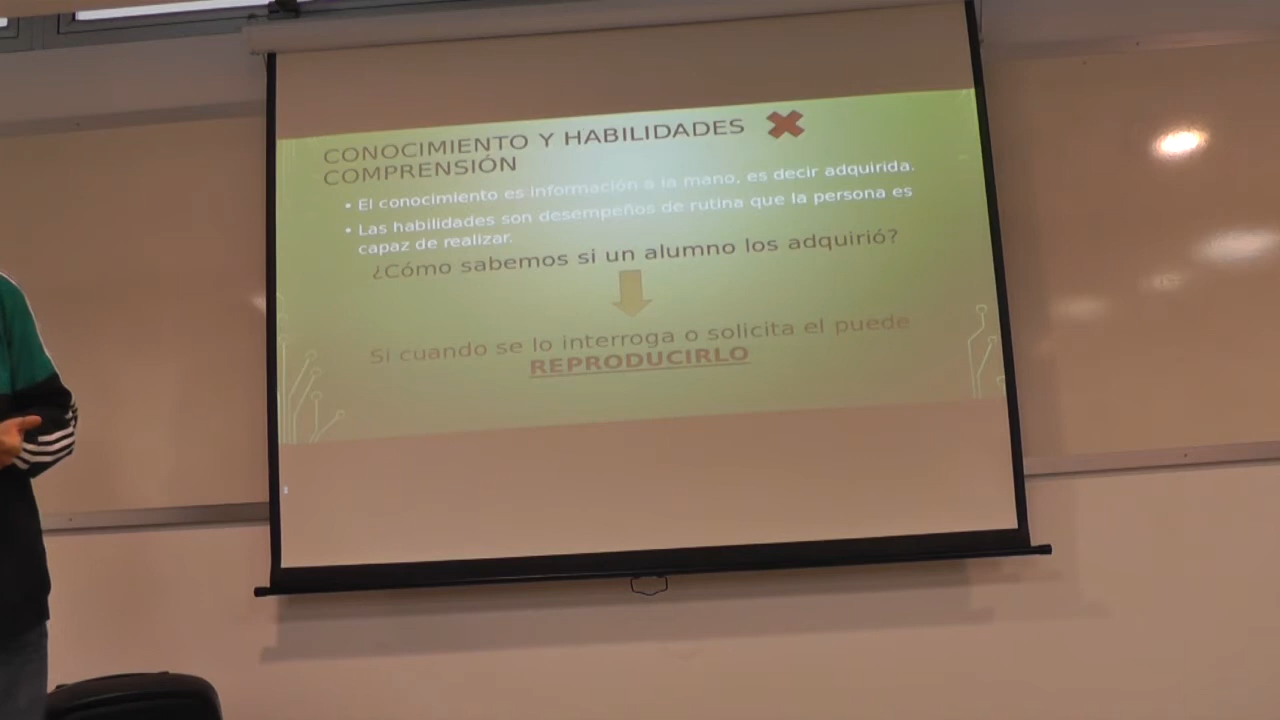 CONOCIMIENTO Y HABILIDADES
COMPRENSIÓN
• El conocimiento es información a la mano, es decir adquirida.
• Las habilidades son desempeños de rutina que la persona es
capaz de realizar.
¿Cómo sabemos si un alumno los adquirió?
Si cuando se lo interroga o solicita el puede
REPRODUCIRLO